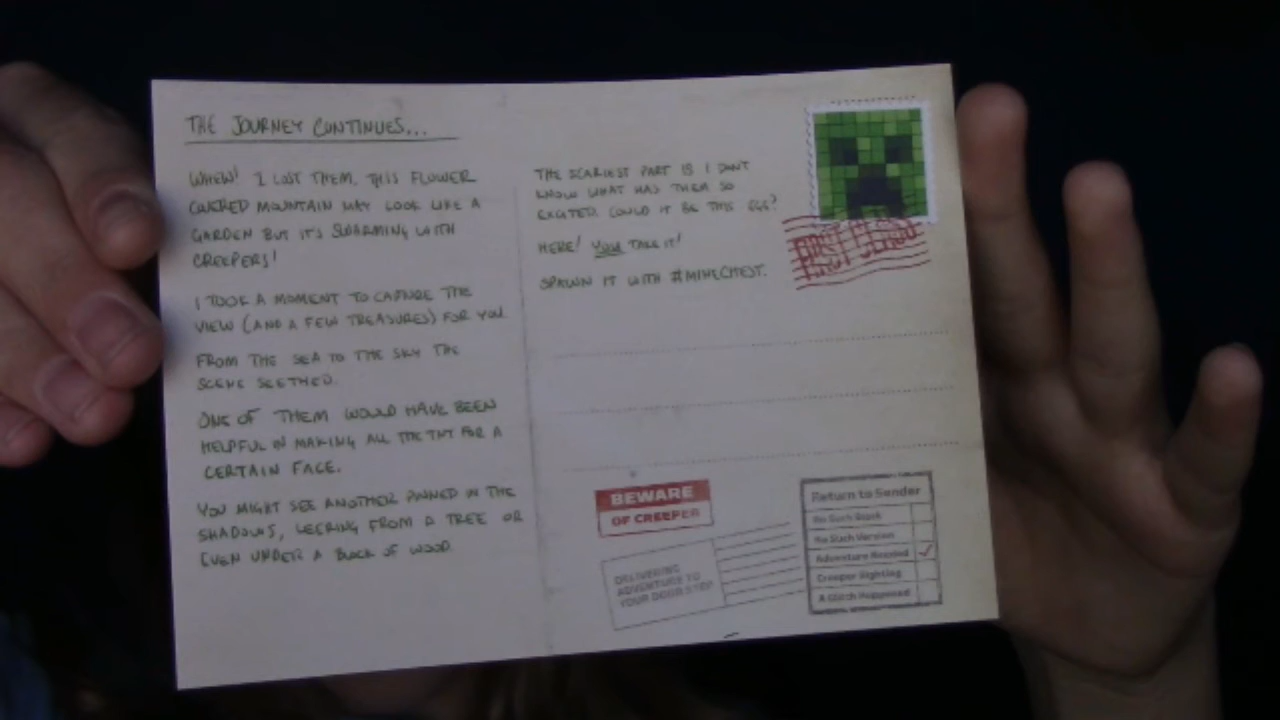 THE JOURNEY CONTINUES...
WHEW! I LOST THEM. THIS FLOWER
COVERED MOUNTAIN MAY LOOK LIKE A
GARDEN BUT IT'S SWARMING WITH
CREEPERS!
I TOOK A MOMENT TO CAPTURE THE
VIEW (AND A FEW TREASURES) FOR YOU.
FROM THE SEA TO THE SKY THE
SCENE SEETHED.
ONE OF THEM WOULD HAVE BEEN
HELPFUL IN MAKING ALL THE TNT FOR A
CERTAIN FACE.
YOU MIGHT SEE ANOTHER PINNED IN THE
SHADOWS, LEERING FROM A TREE OR
EVEN UNDER A BLOCK OF WOOD.
THE SCARIEST PART IS I DON'T
KNOW WHAT HAS THEM SO
EXCITED. COULD IT BE THIS EGG?
HERE! YOU TAKE IT!
SPAWN IT WITH #MINECHEST.
FIRST CLASS
BEWARE
OF CREEPER
DELIVERING
ADVENTURE TO
YOUR DOOR STEP
Return to Sender
No Such Book
No Such Version
Adventure Needed
Creeper Sighting
A Glitch Happened